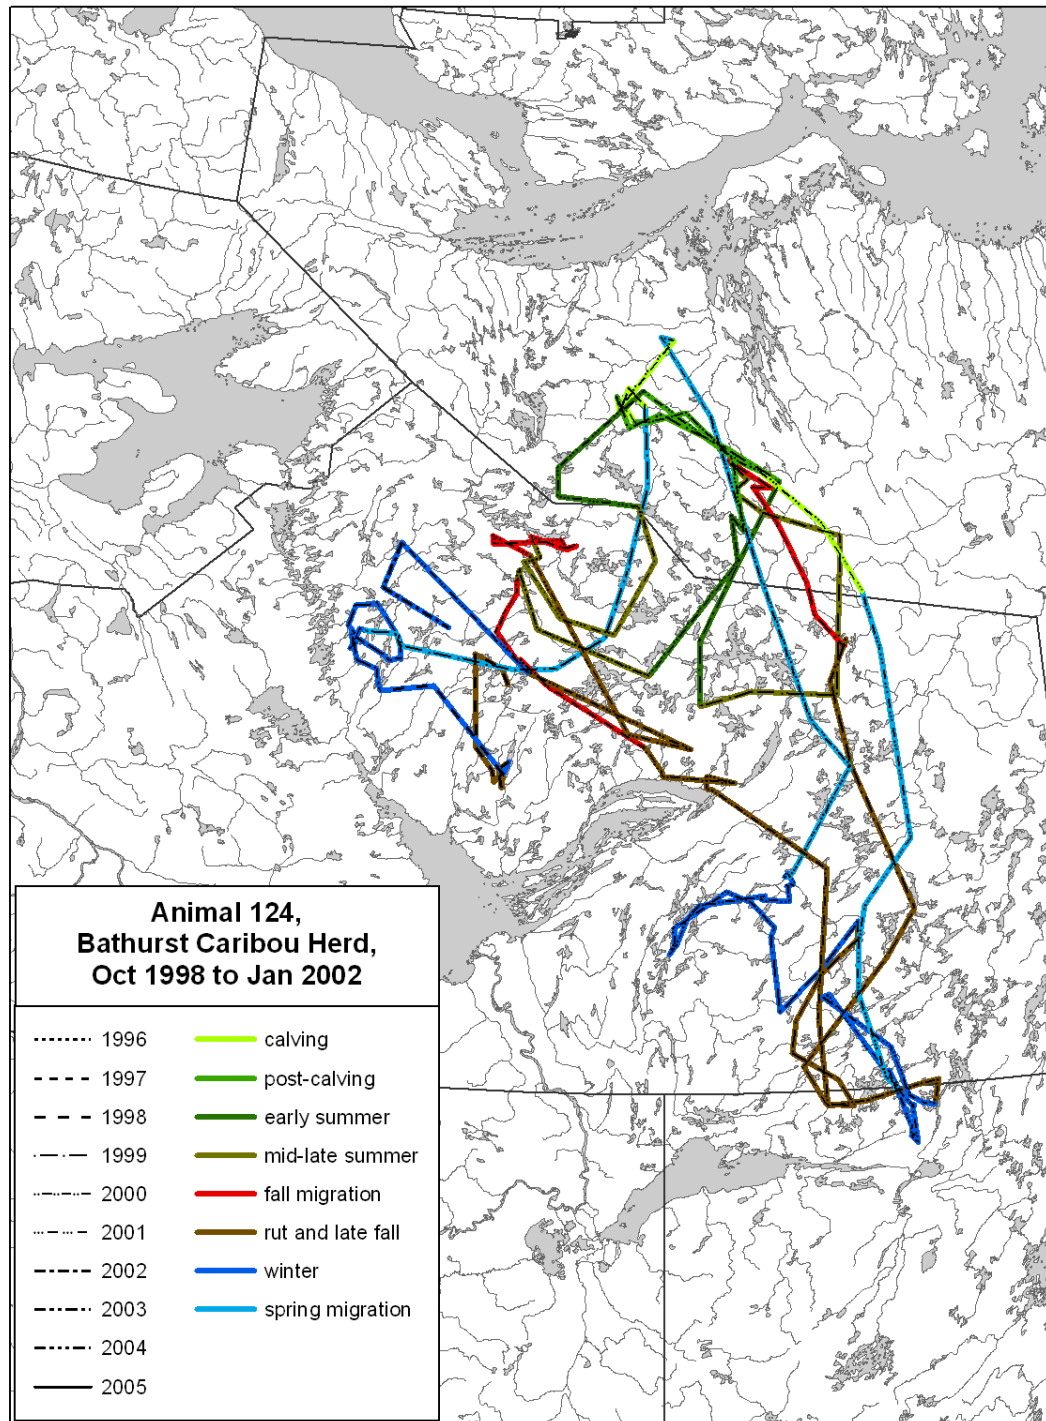 Animal 124,
Bathurst Caribou Herd,
Oct 1998 to Jan 2002
1996
1997
1998
1999
2000
2001
2002
2003
2004
2005
calving
post-calving
early summer
mid-late summer
fall migration
rut and late fall
winter
spring migration